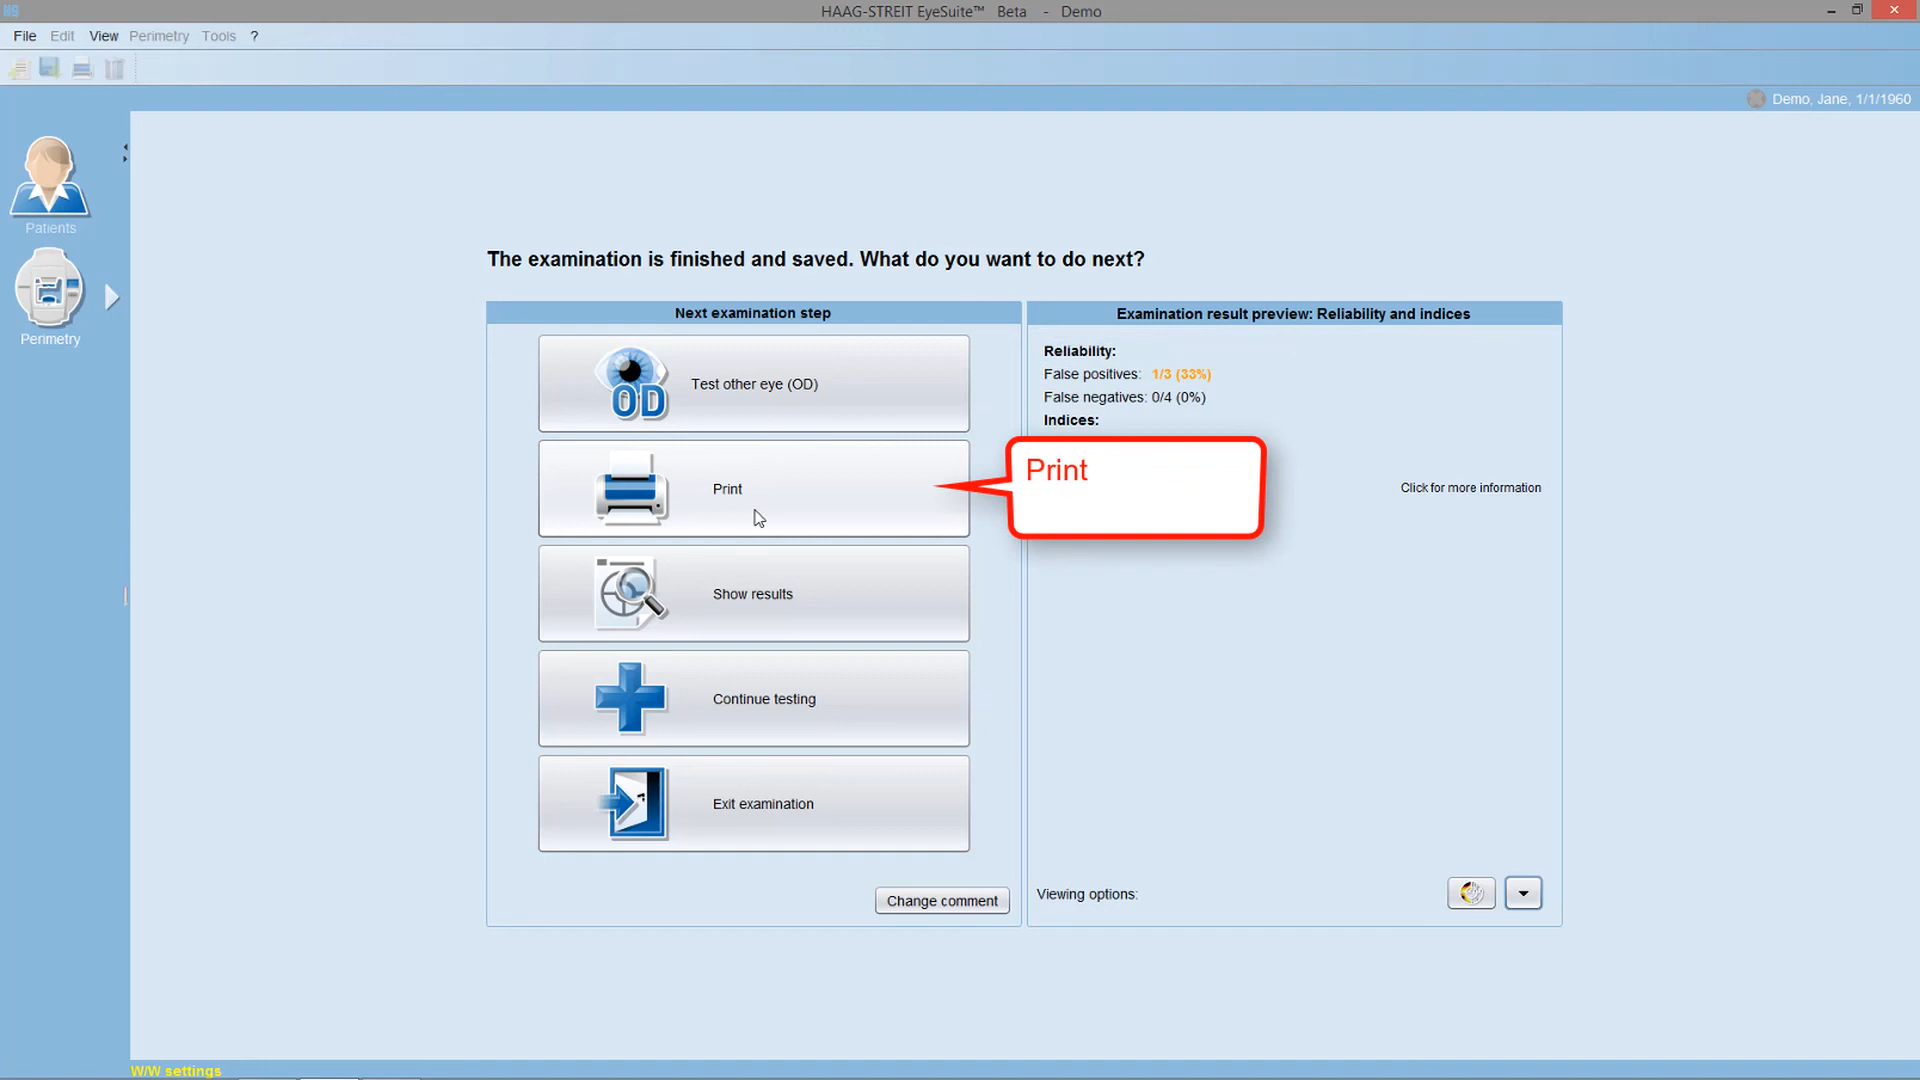 HAAG-STREIT EyeSuite™ Beta - Demo
File Edit View Perimetry Tools ?
Demo, Jane, 1/1/1960
Patients
Perimetry
The examination is finished and saved. What do you want to do next?
Next examination step
Test other eye (OD)
OD
Print
Show results
Continue testing
Exit examination
Change comment
Examination result preview: Reliability and indices
Reliability:
False positives: 1/3 (33%)
False negatives: 0/4 (0%)
Indices:
Print
Click for more information
Viewing options:
W/W settings